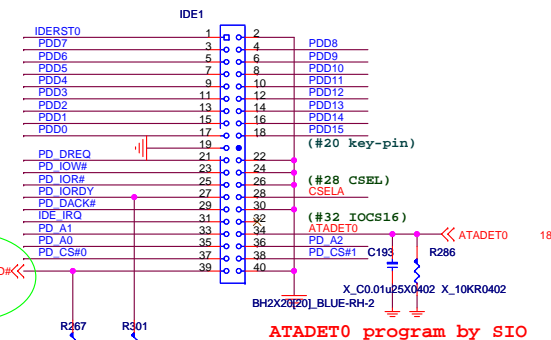 IDE1
IDERST0 1 2
PDD7 3 4 PDD8
PDD6 5 6 PDD9
PDD5 7 8 PDD10
PDD4 9 10 PDD11
PDD3 11 12 PDD12
PDD2 13 14 PDD13
PDD1 15 16 PDD14
PDD0 17 18 PDD15
19 (#20 key-pin)
PD_DREQ 21 22
PD_IOW# 23 24
PD_IOR# 25 26 (#28 CSEL)
PD_IORDY 27 28 CSELA
PD_DACK# 29 30
IDE_IRQ 31 32 (#32 IOCS16)
PD_A1 33 34 ATADET0 ATADET0 18
PD_A0 35 36 PD_A2
PD_CS#0 37 38 PD_CS#1 C193 R286
D# 39 40
X_C0.01u25X0402 X_10KR0402
BH2X20[20]_BLUE-RH-2
R267 R301
ATADET0 program by SIO